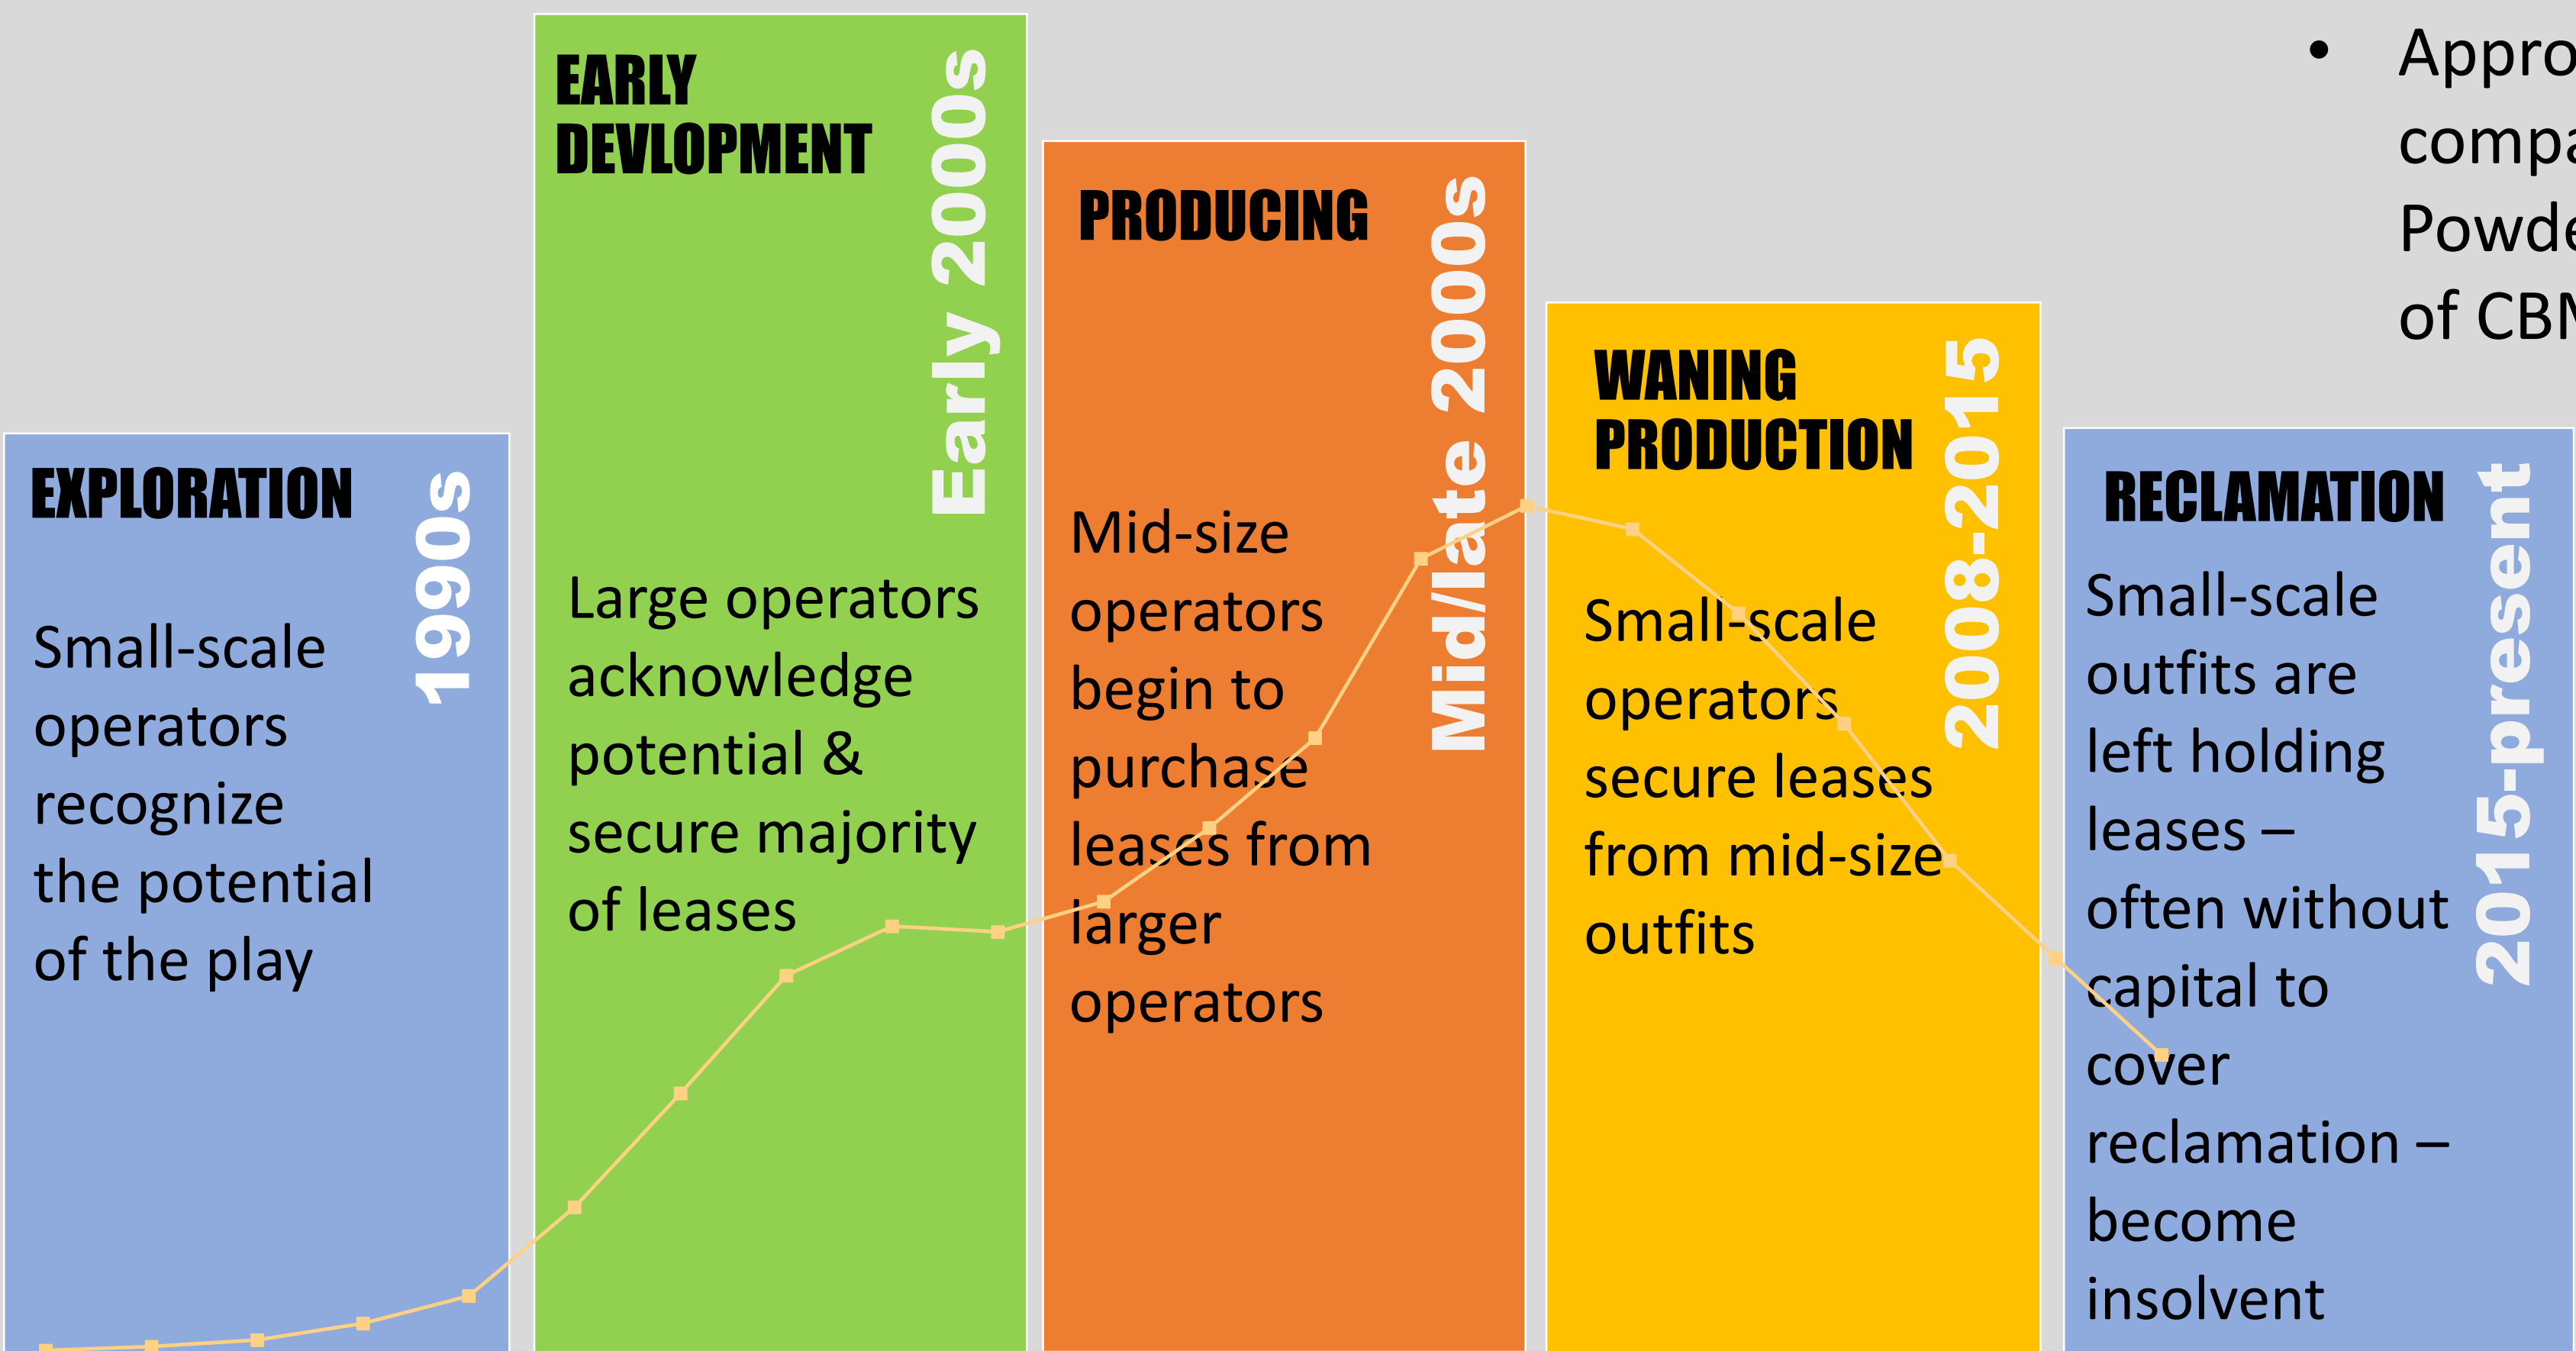 EXPLORATION
1990s
Small-scale
operators
recognize
the potential
of the play
EARLY
DEVLOPMENT
Early 2000s
Large operators
acknowledge
potential &
secure majority
of leases
PRODUCING
Mid/late 2000s
Mid-size
operators
begin to
purchase
leases from
larger
operators
WANING
PRODUCTION
2008-2015
Small-scale
operators
secure leases
from mid-size
outfits
RECLAMATION
2015-present
Small-scale
outfits are
left holding
leases –
often without
capital to
cover
reclamation –
become
insolvent
•
of